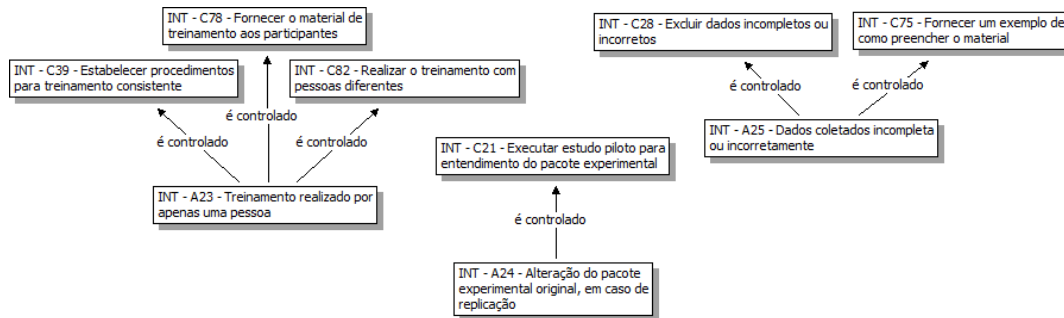 INT - C78 - Fornecer o material de
treinamento aos participantes
INT - C39 - Estabelecer procedimentos
para treinamento consistente
INT - C82 - Realizar o treinamento com
pessoas diferentes
é controlado
é controlado
é controlado
INT - A23 - Treinamento realizado por
apenas uma pessoa
INT - C21 - Executar estudo piloto para
entendimento do pacote experimental
é controlado
INT - A24 - Alteração do pacote
experimental original, em caso de
replicação
INT - C28 - Excluir dados incompletos ou
incorretos
INT - C75 - Fornecer um exemplo de
como preencher o material
é controlado
é controlado
INT - A25 - Dados coletados incompleta
ou incorretamente